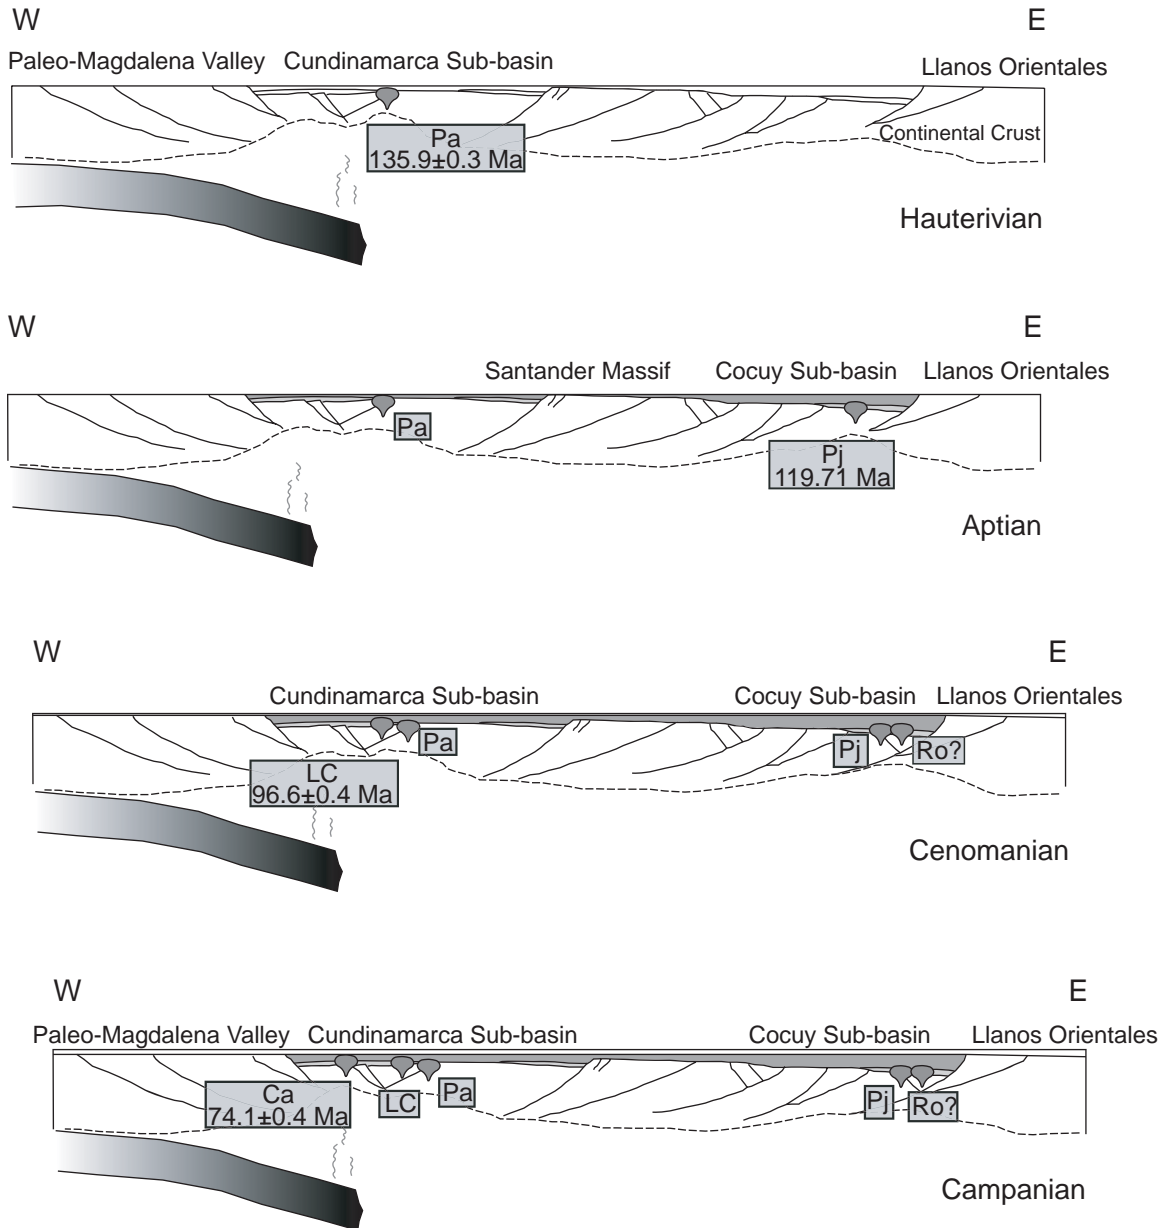 W
E
Paleo-Magdalena Valley
Cundinamarca Sub-basin
Llanos Orientales
Continental Crust
Pa
135.9±0.3 Ma
Hauterivian
W
E
Santander Massif
Cocuy Sub-basin
Llanos Orientales
Pa
Pj
119.71 Ma
Aptian
W
E
Cundinamarca Sub-basin
Cocuy Sub-basin
Llanos Orientales
Pa
Pj
Ro?
LC
96.6±0.4 Ma
Cenomanian
W
E
Paleo-Magdalena Valley
Cundinamarca Sub-basin
Cocuy Sub-basin
Llanos Orientales
Ca
74.1±0.4 Ma
LC
Pa
Pj
Ro?
Campanian